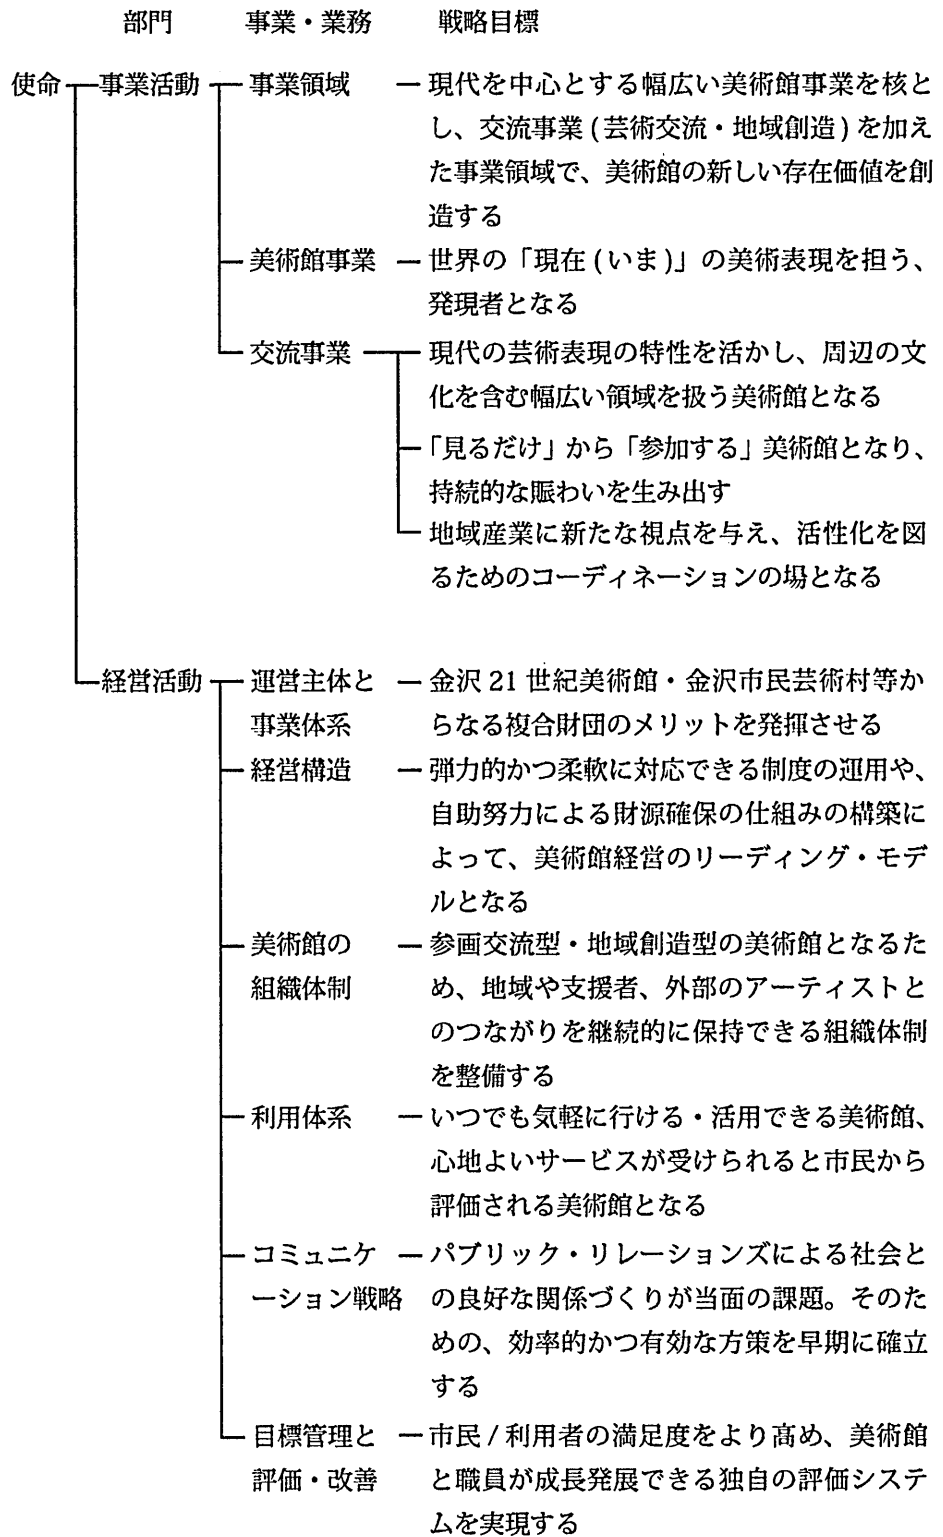 部門　事業・業務　戦略目標
使命 事業活動 事業領域 現代を中心とする幅広い美術館事業を核と
し、交流事業(芸術交流・地域創造)を加え
た事業領域で、美術館の新しい存在価値を創
造する
美術館事業 世界の「現在(いま)」の美術表現を担う、
発現者となる
交流事業 現代の芸術表現の特性を活かし、周辺の文
化を含む幅広い領域を扱う美術館となる
「見るだけ」から「参加する」美術館となり、
持続的な賑わいを生み出す
地域産業に新たな視点を与え、活性化を図
るためのコーディネーションの場となる
経営活動 運営主体と 金沢21世紀美術館・金沢市民芸術村等か
事業体系 らなる複合財団のメリットを発揮させる
経営構造 弾力的かつ柔軟に対応できる制度の運用や、
自助努力による財源確保の仕組みの構築に
よって、美術館経営のリーディング・モデ
ルとなる
美術館の 参画交流型・地域創造型の美術館となるた
組織体制 め、地域や支援者、外部のアーティストと
のつながりを継続的に保持できる組織体制
を整備する
利用体系 いつでも気軽に行ける・活用できる美術館、
心地よいサービスが受けられると市民から
評価される美術館となる
コミュニケ パブリック・リレーションズによる社会と
ーション戦略 の良好な関係づくりが当面の課題。そのた
めの、効率的かつ有効な方策を早期に確立
する
目標管理と 市民/利用者の満足度をより高め、美術館
評価・改善 と職員が成長発展できる独自の評価システ
ムを実現する